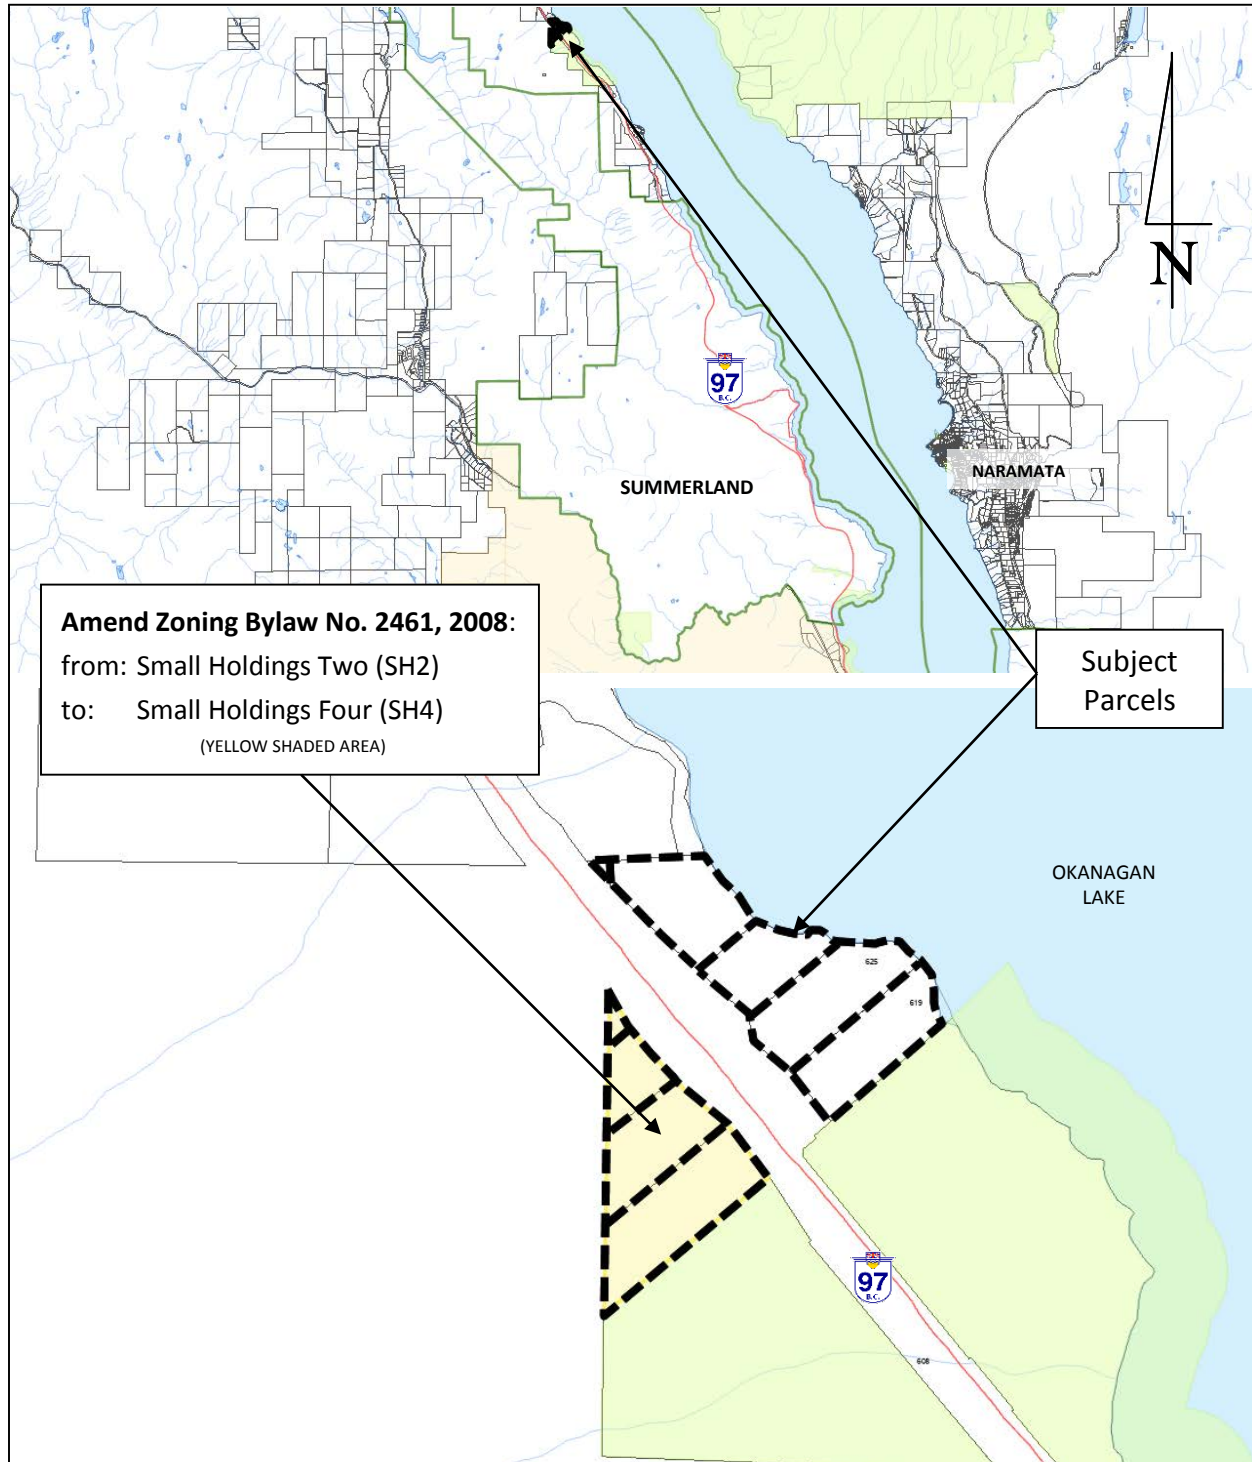 N
97
B.C.
SUMMERLAND
NARAMATA
Amend Zoning Bylaw No. 2461, 2008:
from: Small Holdings Two (SH2)
to: Small Holdings Four (SH4)
(YELLOW SHADED AREA)
Subject
Parcels
OKANAGAN
LAKE
625
619
97
B.C.
608